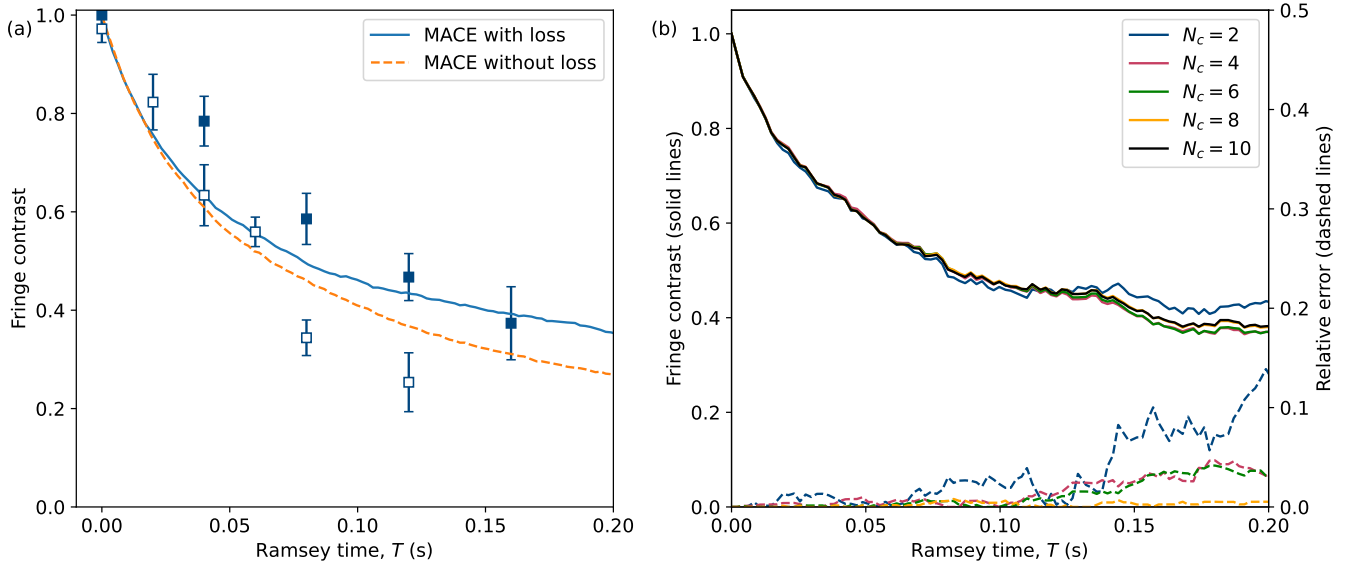 (a)
Fringe contrast
1.0
0.8
0.6
0.4
0.2
0.0
MACE with loss
MACE without loss
0.00 0.05 0.10 0.15 0.20
Ramsey time, T (s)
(b)
Fringe contrast (solid lines)
1.0
0.8
0.6
0.4
0.2
0.0
N_c = 2
N_c = 4
N_c = 6
N_c = 8
N_c = 10
0.5
0.4
0.3
0.2
0.1
0.0
Relative error (dashed lines)
0.00 0.05 0.10 0.15 0.20
Ramsey time, T (s)